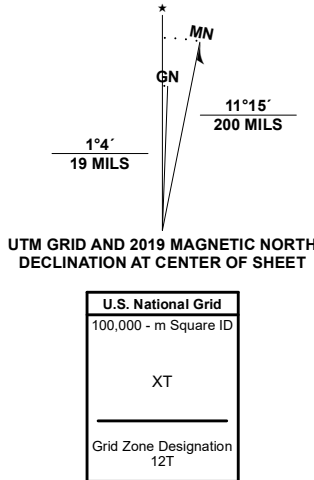 ★
MN
GN
11°15´
200 MILS
1°4´
19 MILS
UTM GRID AND 2019 MAGNETIC NORTH
DECLINATION AT CENTER OF SHEET
U.S. National Grid
100,000 - m Square ID
XT
Grid Zone Designation
12T